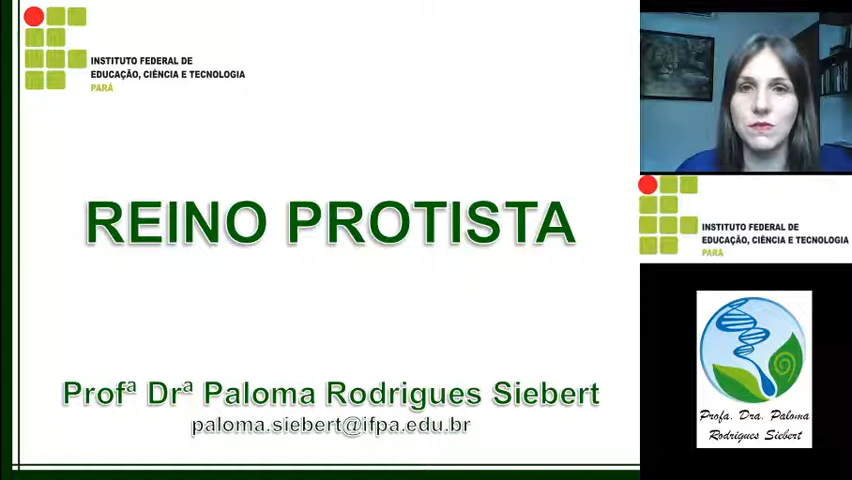 INSTITUTO FEDERAL DE
EDUCAÇÃO, CIÊNCIA E TECNOLOGIA
PARÁ
REINO PROTISTA
Profª Drª Paloma Rodrigues Siebert
paloma.siebert@ifpa.edu.br
INSTITUTO FEDERAL DE
EDUCAÇÃO, CIÊNCIA E TECNOLOGIA
PARÁ
Profa. Dra. Paloma
Rodrigues Siebert